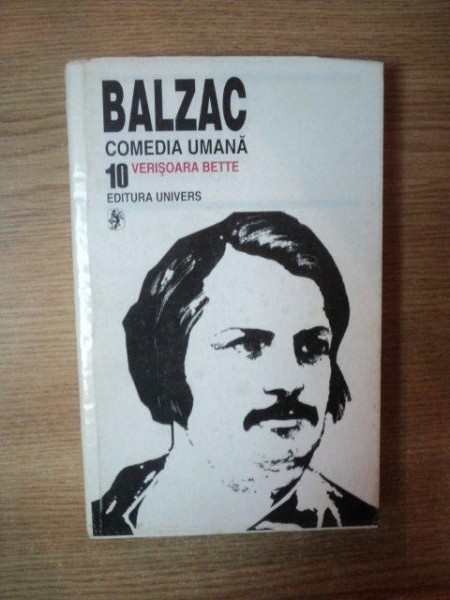 BALZAC
COMEDIA UMANĂ
10 VERIŞOARA BETTE
EDITURA UNIVERS